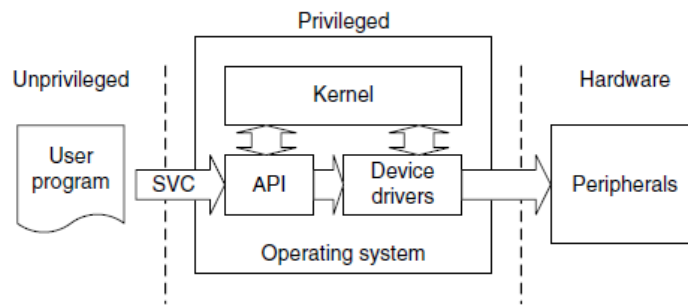 Privileged
Unprivileged
Hardware
Kernel
User
program
SVC
API
Device
drivers
Peripherals
Operating system